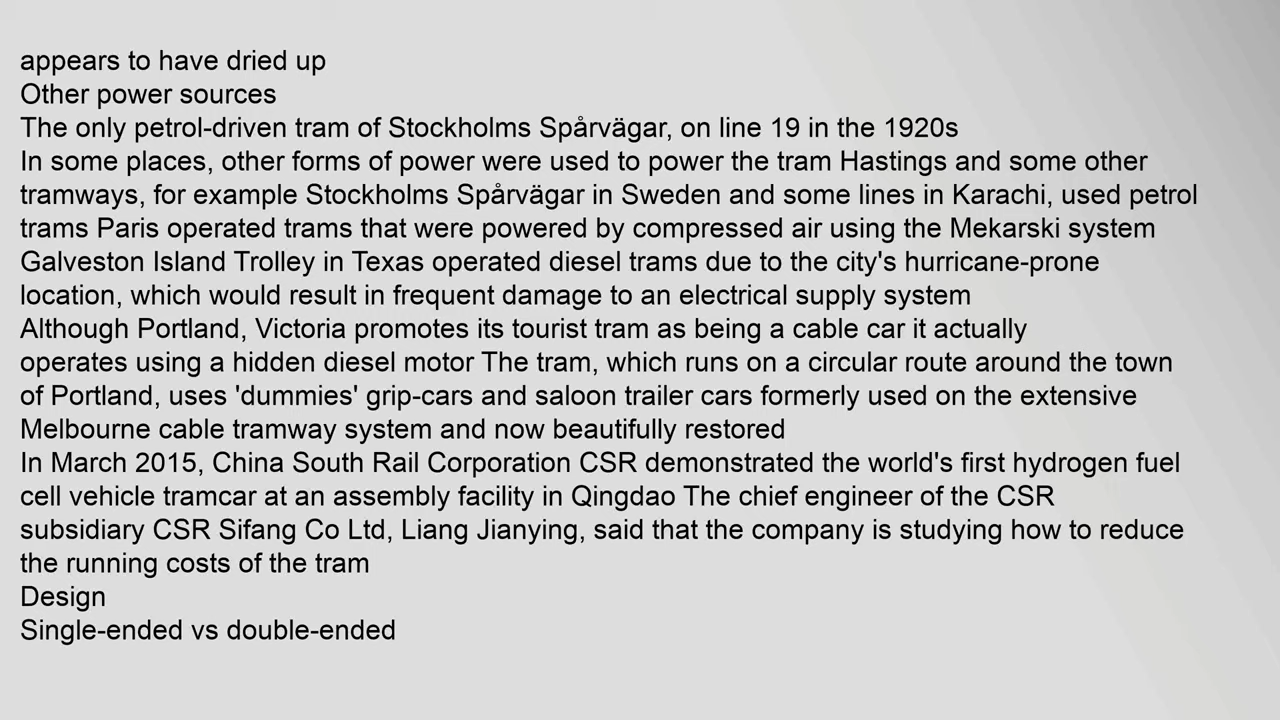 appears to have dried up
Other power sources
The only petrol-driven tram of Stockholms Spårvägar, on line 19 in the 1920s
In some places, other forms of power were used to power the tram Hastings and some other
tramways, for example Stockholms Spårvägar in Sweden and some lines in Karachi, used petrol
trams Paris operated trams that were powered by compressed air using the Mekarski system
Galveston Island Trolley in Texas operated diesel trams due to the city's hurricane-prone
location, which would result in frequent damage to an electrical supply system
Although Portland, Victoria promotes its tourist tram as being a cable car it actually
operates using a hidden diesel motor The tram, which runs on a circular route around the town
of Portland, uses 'dummies' grip-cars and saloon trailer cars formerly used on the extensive
Melbourne cable tramway system and now beautifully restored
In March 2015, China South Rail Corporation CSR demonstrated the world's first hydrogen fuel
cell vehicle tramcar at an assembly facility in Qingdao The chief engineer of the CSR
subsidiary CSR Sifang Co Ltd, Liang Jianying, said that the company is studying how to reduce
the running costs of the tram
Design
Single-ended vs double-ended